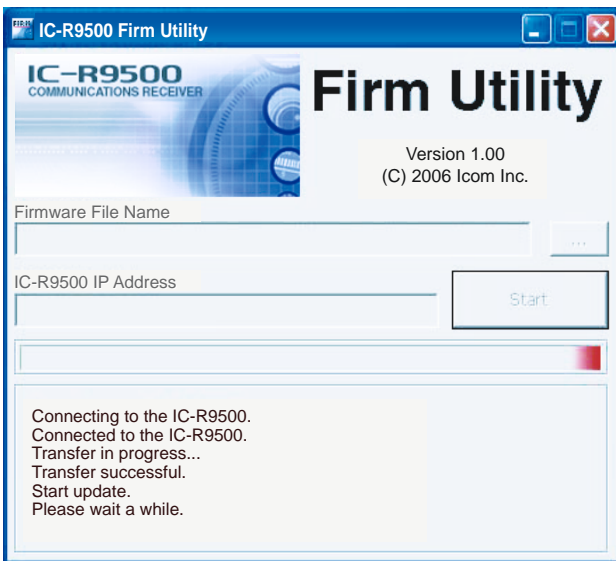 IC-R9500 Firm Utility
IC-R9500
COMMUNICATIONS RECEIVER
Firm Utility
Version 1.00
(C) 2006 Icom Inc.
Firmware File Name
...
IC-R9500 IP Address
Start
Connecting to the IC-R9500.
Connected to the IC-R9500.
Transfer in progress...
Transfer successful.
Start update.
Please wait a while.